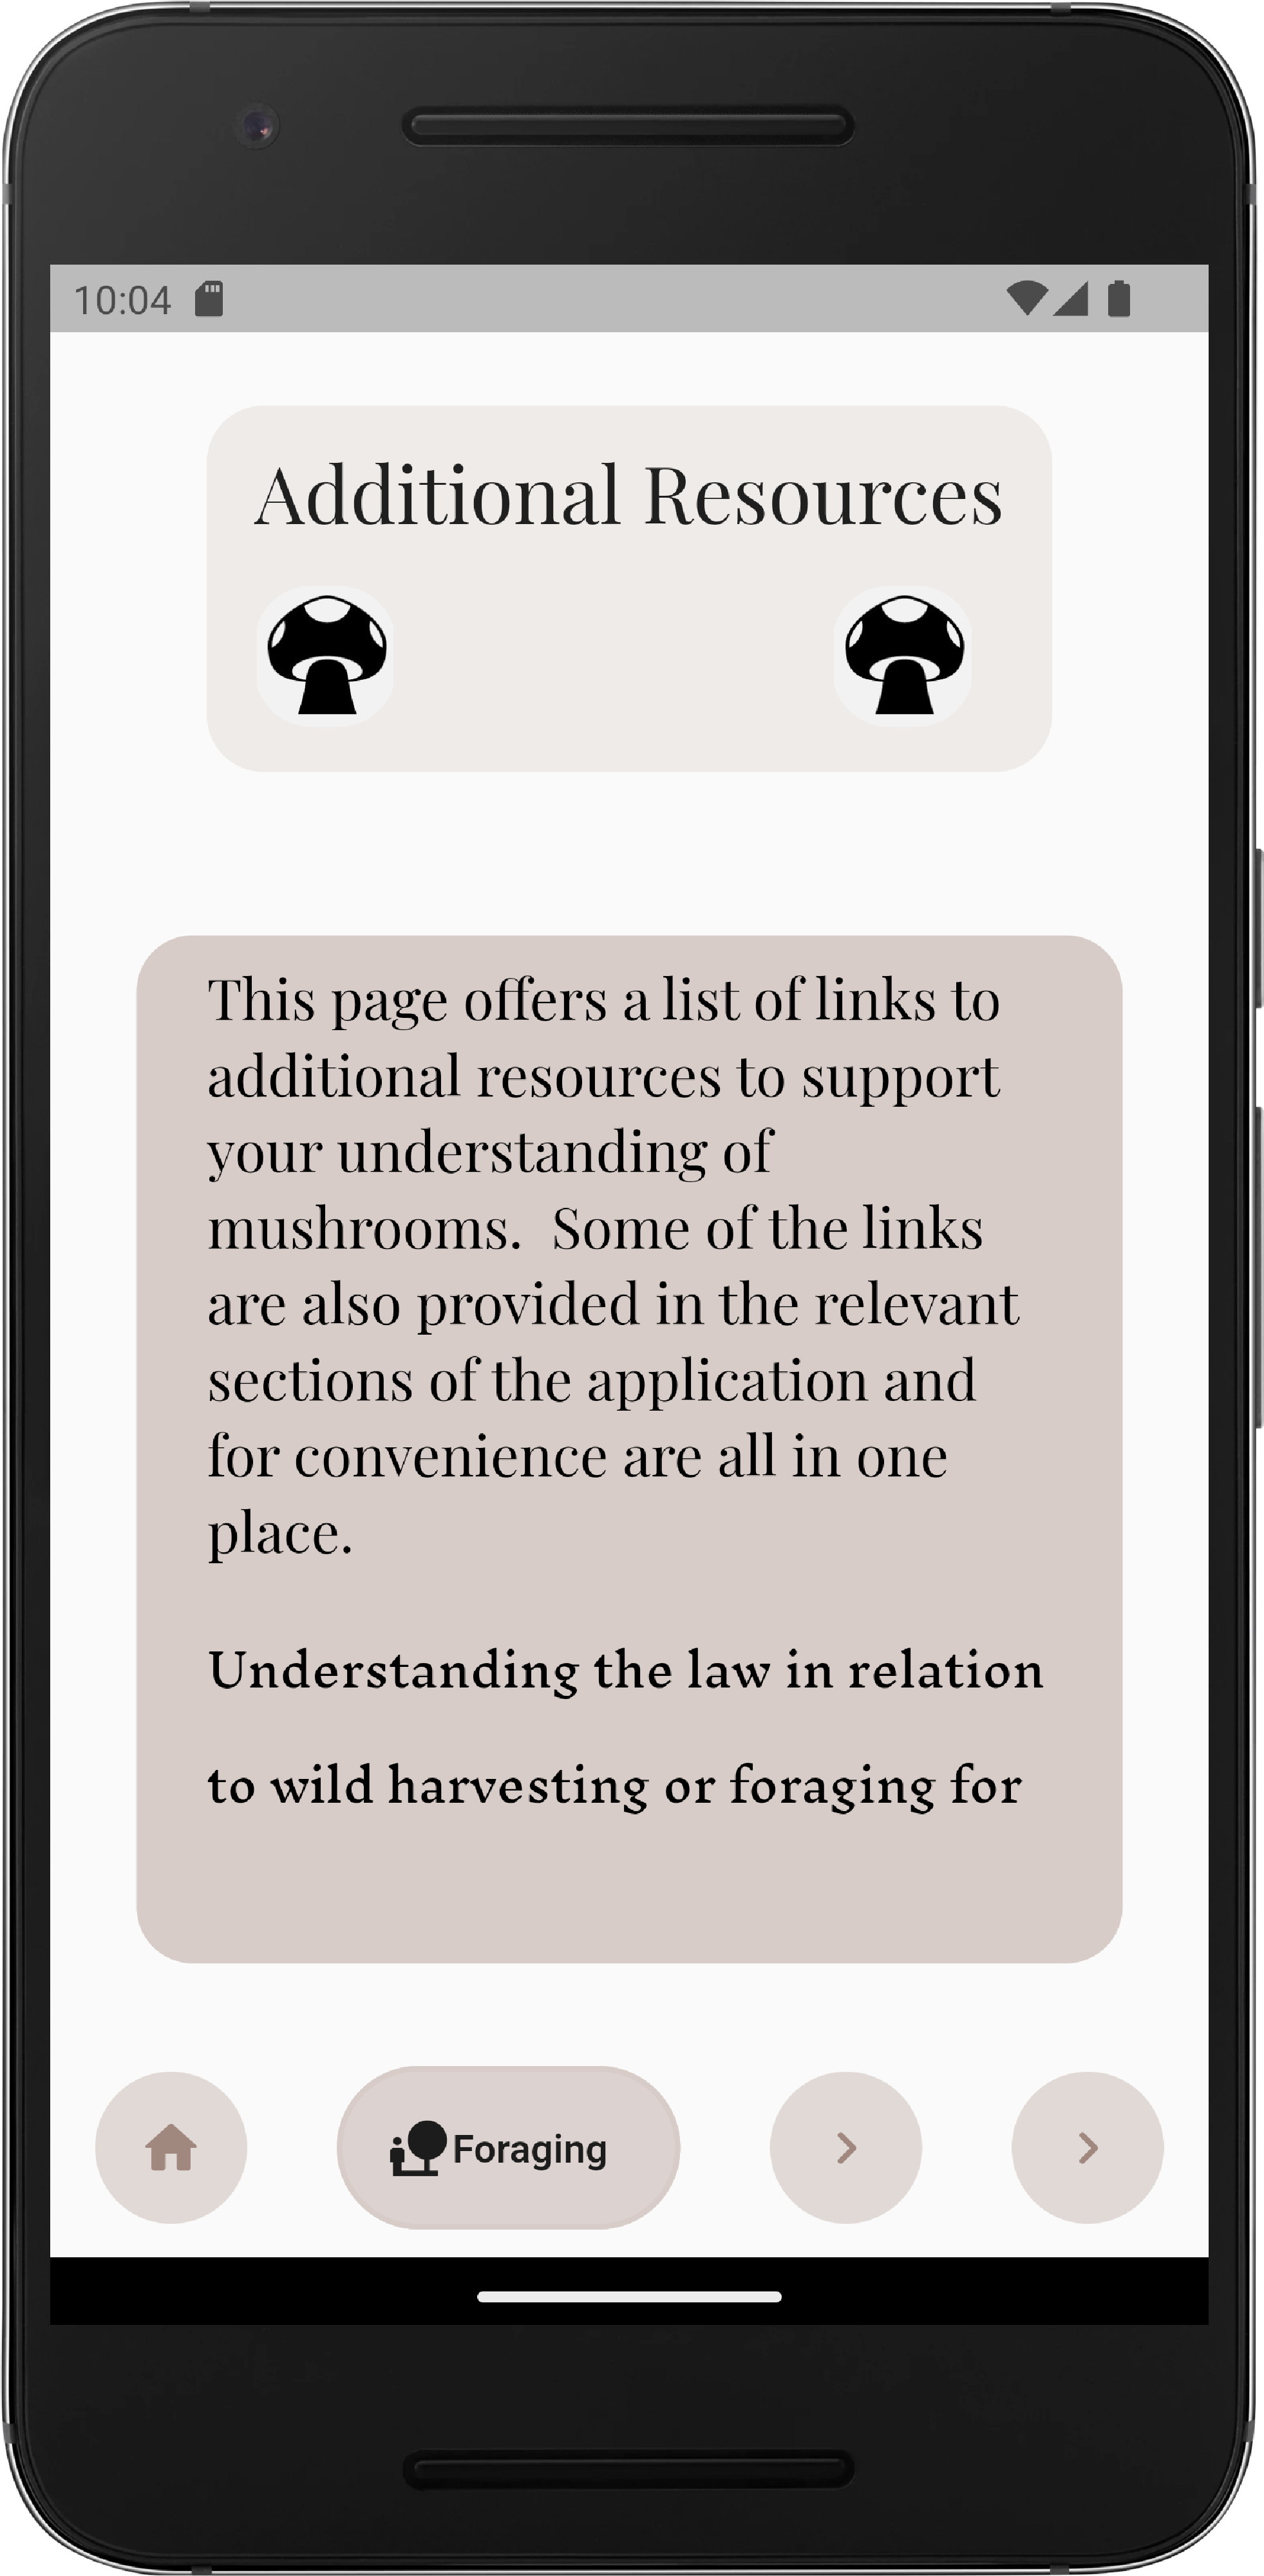 10:04
Additional Resources
This page offers a list of links to
additional resources to support
your understanding of
mushrooms.  Some of the links
are also provided in the relevant
sections of the application and
for convenience are all in one
place.
Understanding the law in relation
to wild harvesting or foraging for
Foraging